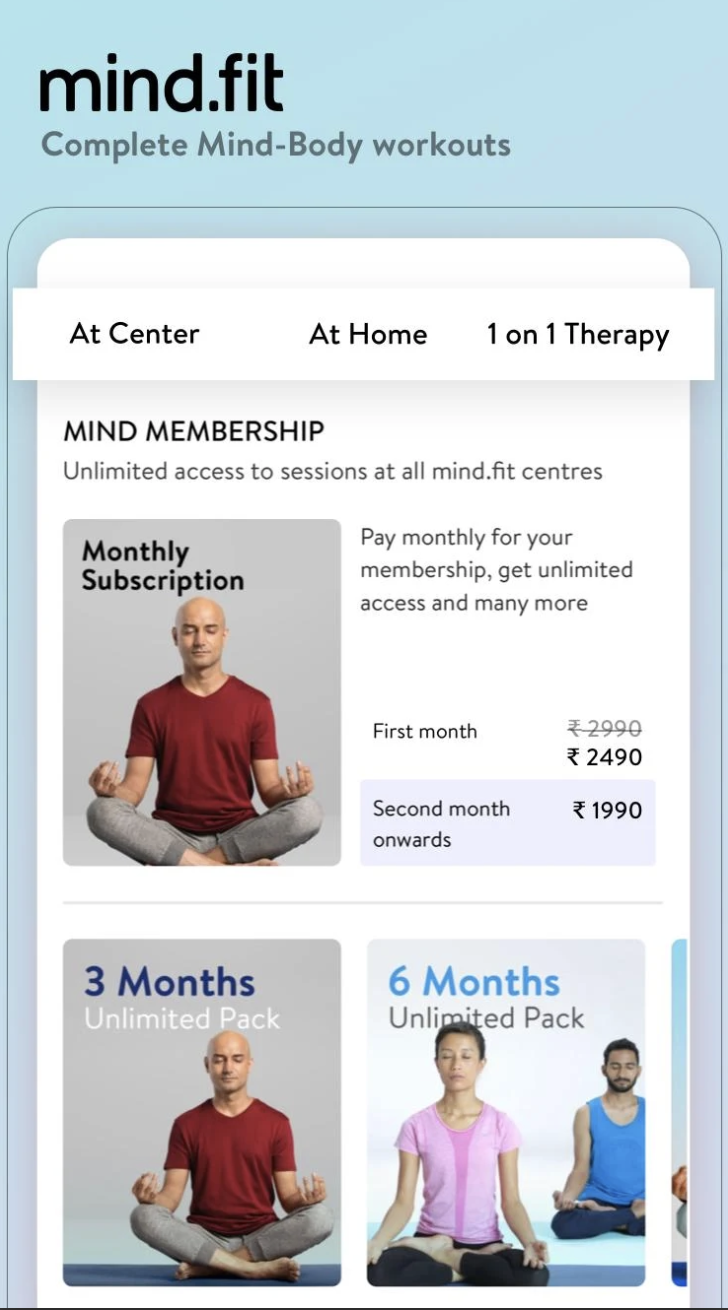 mind.fit
Complete Mind-Body workouts
At Center
At Home
1 on 1 Therapy
MIND MEMBERSHIP
Unlimited access to sessions at all mind.fit centres
Monthly
Subscription
Pay monthly for your
membership, get unlimited
access and many more
First month
₹ 2990
₹ 2490
Second month
onwards
₹ 1990
3 Months
Unlimited Pack
6 Months
Unlimited Pack